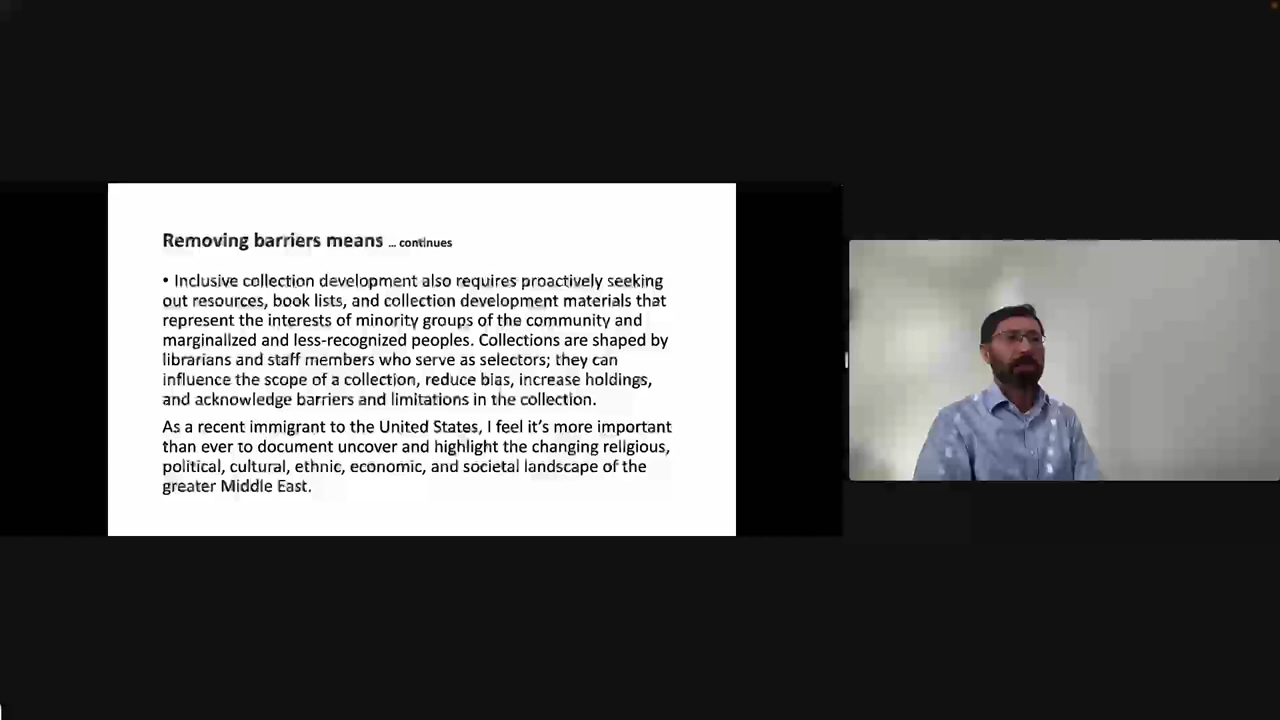 Removing barriers means ... continues
• Inclusive collection development also requires proactively seeking
out resources, book lists, and collection development materials that
represent the interests of minority groups of the community and
marginalized and less-recognized peoples. Collections are shaped by
librarians and staff members who serve as selectors; they can
influence the scope of a collection, reduce bias, increase holdings,
and acknowledge barriers and limitations in the collection.
As a recent immigrant to the United States, I feel it's more important
than ever to document uncover and highlight the changing religious,
political, cultural, ethnic, economic, and societal landscape of the
greater Middle East.